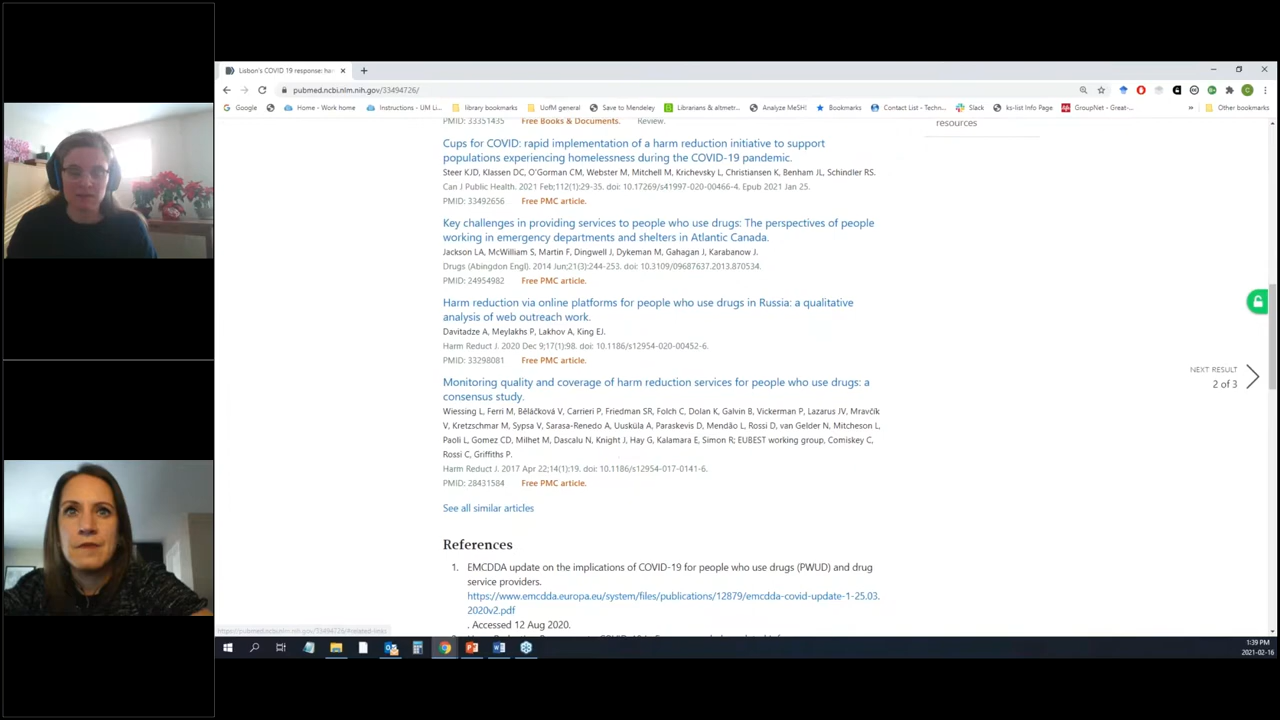 Lisbon's COVID 19 response: ha
pubmed.ncbi.nlm.nih.gov/33494726/
Google
Home - Work home
Instructions - UM Li...
library bookmarks
UofM general
Save to Mendeley
Librarians & altmetr...
Analyze MeSH!
Bookmarks
Contact List - Techn...
Slack
ks-list Info Page
GroupNet - Great-...
»
Other bookmarks
PMID: 33351435 Free Books & Documents. Review.
resources
Cups for COVID: rapid implementation of a harm reduction initiative to support
populations experiencing homelessness during the COVID-19 pandemic.
Steer KJD, Klassen DC, O'Gorman CM, Webster M, Mitchell M, Krichevsky L, Christiansen K, Benham JL, Schindler RS.
Can J Public Health. 2021 Feb;112(1):29-35. doi: 10.17269/s41997-020-00466-4. Epub 2021 Jan 25.
PMID: 33492656 Free PMC article.
Key challenges in providing services to people who use drugs: The perspectives of people
working in emergency departments and shelters in Atlantic Canada.
Jackson LA, McWilliam S, Martin F, Dingwell J, Dykeman M, Gahagan J, Karabanow J.
Drugs (Abingdon Engl). 2014 Jun;21(3):244-253. doi: 10.3109/09687637.2013.870534.
PMID: 24954982 Free PMC article.
Harm reduction via online platforms for people who use drugs in Russia: a qualitative
analysis of web outreach work.
Davitadze A, Meylakhs P, Lakhov A, King EJ.
Harm Reduct J. 2020 Dec 9;17(1):98. doi: 10.1186/s12954-020-00452-6.
PMID: 33298081 Free PMC article.
NEXT RESULT
2 of 3
Monitoring quality and coverage of harm reduction services for people who use drugs: a
consensus study.
Wiessing L, Ferri M, Běláčková V, Carrieri P, Friedman SR, Folch C, Dolan K, Galvin B, Vickerman P, Lazarus JV, Mravčík
V, Kretzschmar M, Sypsa V, Sarasa-Renedo A, Uusküla A, Paraskevis D, Mendão L, Rossi D, van Gelder N, Mitcheson L,
Paoli L, Gomez CD, Milhet M, Dascalu N, Knight J, Hay G, Kalamara E, Simon R; EUBEST working group, Comiskey C,
Rossi C, Griffiths P.
Harm Reduct J. 2017 Apr 22;14(1):19. doi: 10.1186/s12954-017-0141-6.
PMID: 28431584 Free PMC article.
See all similar articles
References
1. EMCDDA update on the implications of COVID-19 for people who use drugs (PWUD) and drug
service providers.
https://www.emcdda.europa.eu/system/files/publications/12879/emcdda-covid-update-1-25.03.
2020v2.pdf
. Accessed 12 Aug 2020.
https://pubmed.ncbi.nlm.nih.gov/33494726/#related-links
1:39 PM
2021-02-16